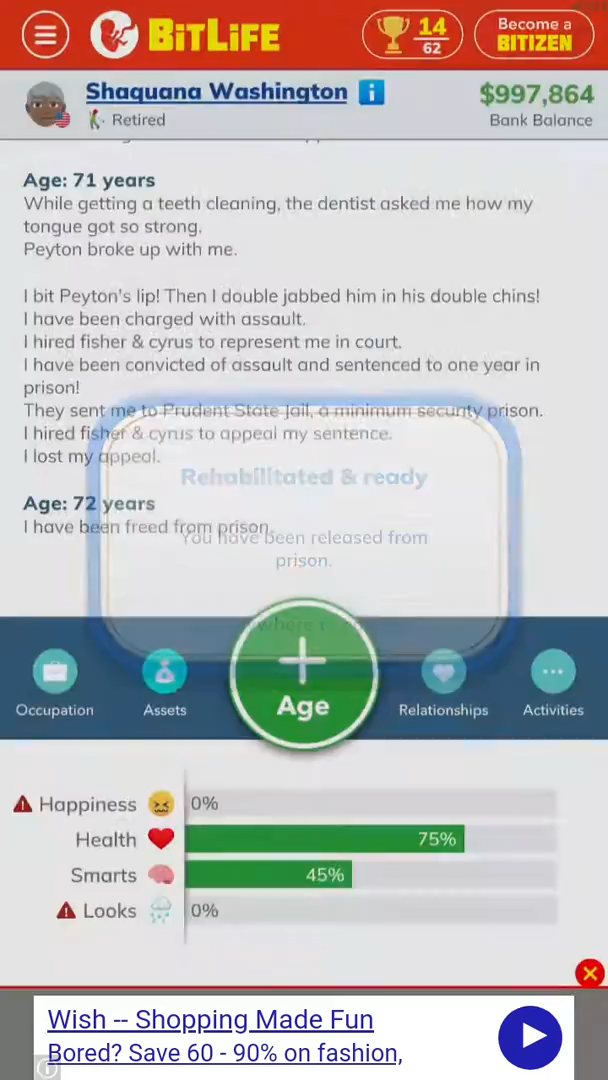 BITLIFE
14
62
Become a
BITIZEN
Shaquana Washington
$997,864
Retired
Bank Balance
Age: 71 years
While getting a teeth cleaning, the dentist asked me how my
tongue got so strong.
Peyton broke up with me.
I bit Peyton's lip! Then I double jabbed him in his double chins!
I have been charged with assault.
I hired fisher & cyrus to represent me in court.
I have been convicted of assault and sentenced to one year in
prison!
They sent me to Prudent State Jail, a minimum security prison.
I hired fisher & cyrus to appeal my sentence.
I lost my appeal.
Rehabilitated & ready
Age: 72 years
I have been freed from prison.
You have been released from
prison.
where
Age
Occupation
Assets
Relationships
Activities
Happiness 0%
Health 75%
Smarts 45%
Looks 0%
Wish -- Shopping Made Fun
Bored? Save 60 - 90% on fashion,